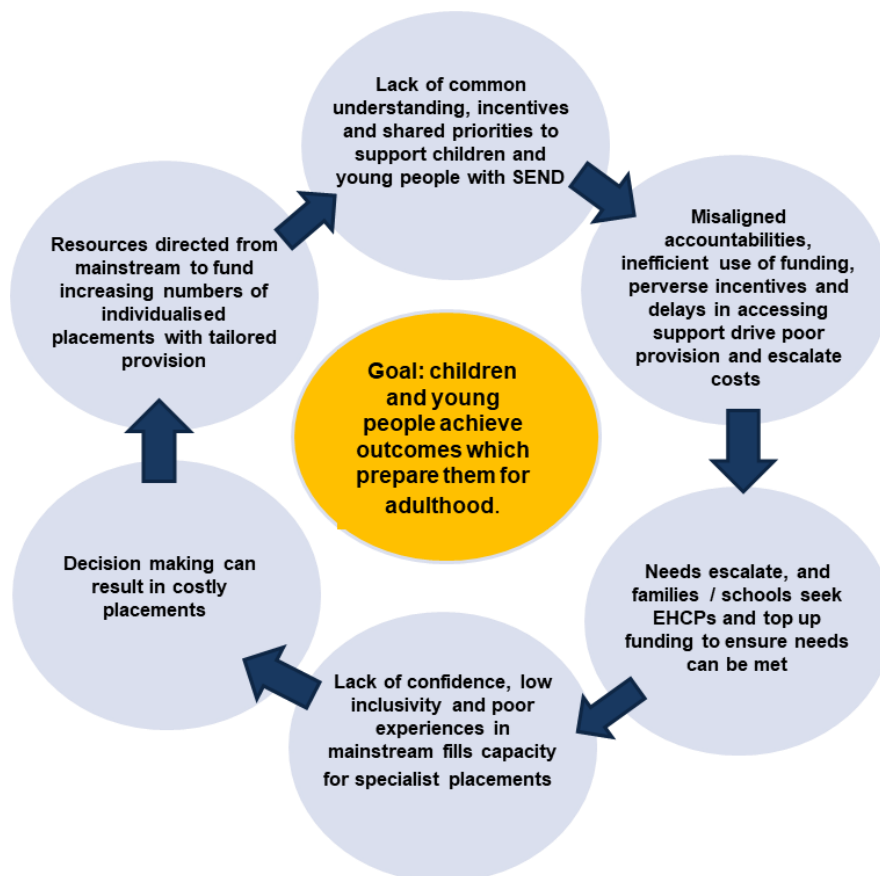 Lack of common
understanding, incentives
and shared priorities to
support children and
young people with SEND
Misaligned
accountabilities,
inefficient use of funding,
perverse incentives and
delays in accessing
support drive poor
provision and escalate
costs
Needs escalate, and
families / schools seek
EHCPs and top up
funding to ensure needs
can be met
Lack of confidence, low
inclusivity and poor
experiences in
mainstream fills capacity
for specialist placements
Decision making can
result in costly
placements
Resources directed from
mainstream to fund
increasing numbers of
individualised
placements with tailored
provision
Goal: children
and young
people achieve
outcomes which
prepare them for
adulthood.